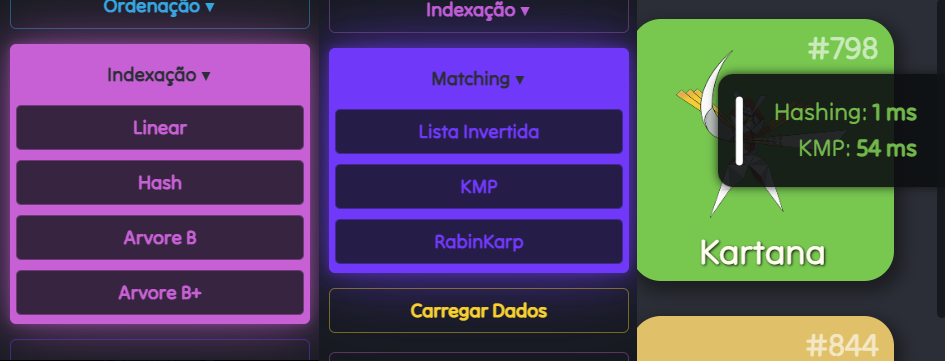 Ordenação ▾
Indexação ▾
Linear
Hash
Arvore B
Arvore B+
Indexação ▾
Matching ▾
Lista Invertida
KMP
RabinKarp
Carregar Dados
#798
Hashing: 1 ms
KMP: 54 ms
Kartana
#844